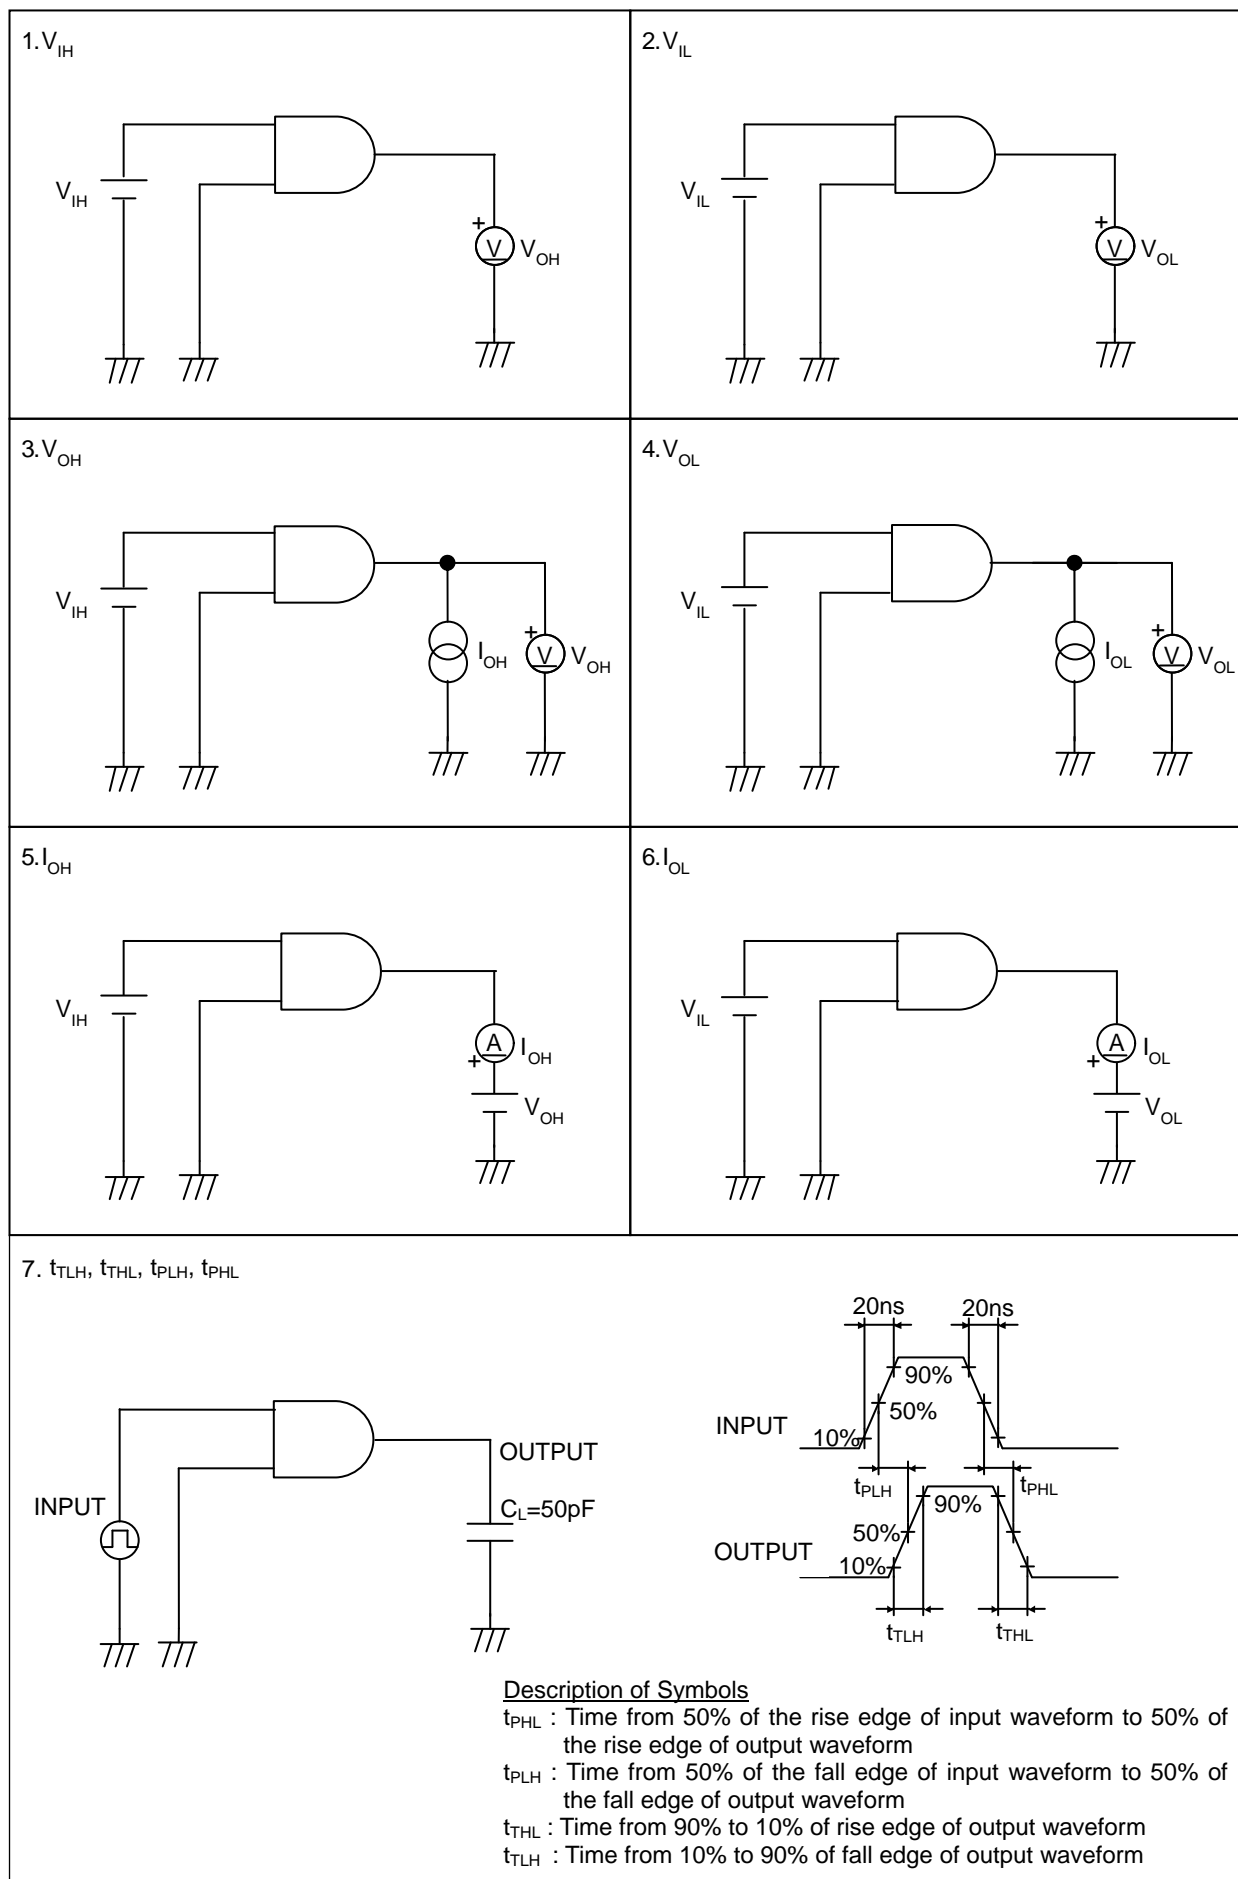 1.VIH
VIH
+
V
VOH
2.VIL
VIL
+
V
VOL
3.VOH
VIH
IOH
+
V
VOH
4.VOL
VIL
IOL
+
V
VOL
5.IOH
VIH
A
IOH
+
VOH
6.IOL
VIL
A
IOL
+
VOL
7. tTLH, tTHL, tPLH, tPHL
INPUT
OUTPUT
CL=50pF
20ns 20ns
90%
50%
INPUT
10%
tPLH
tPHL
90%
50%
OUTPUT
10%
tTLH
tTHL
Description of Symbols
tPHL : Time from 50% of the rise edge of input waveform to 50% of
the rise edge of output waveform
tPLH : Time from 50% of the fall edge of input waveform to 50% of
the fall edge of output waveform
tTHL : Time from 90% to 10% of rise edge of output waveform
tTLH : Time from 10% to 90% of fall edge of output waveform